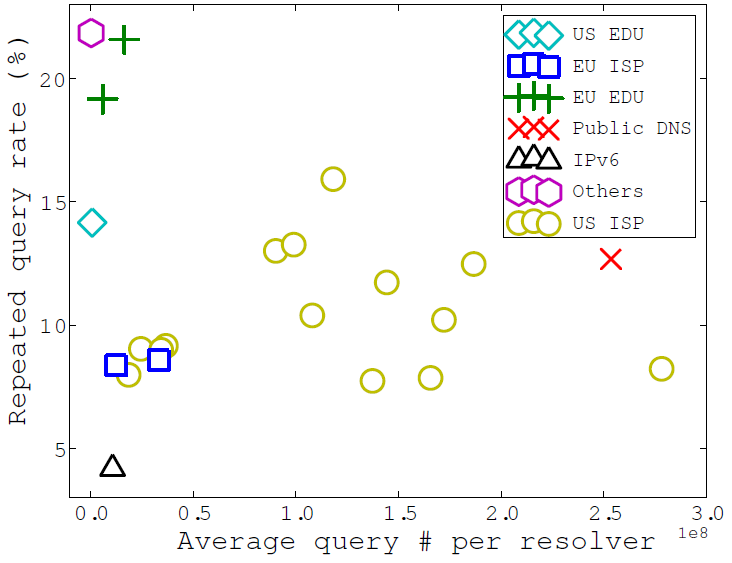 Repeated query rate (%)
20
15
10
5
US EDU
EU ISP
EU EDU
Public DNS
IPv6
Others
US ISP
0.0 0.5 1.0 1.5 2.0 2.5 3.0
1e8
Average query # per resolver